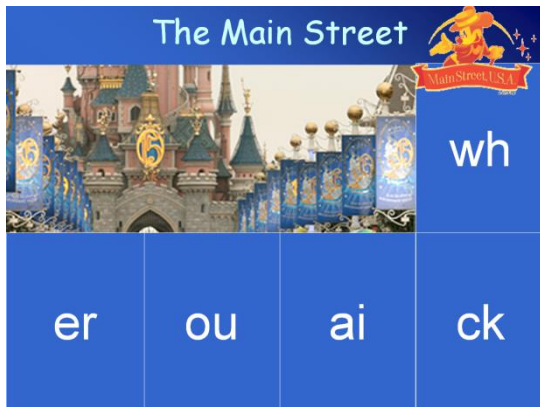 The Main Street
Main Street, U.S.A.
wh
er
ou
ai
ck